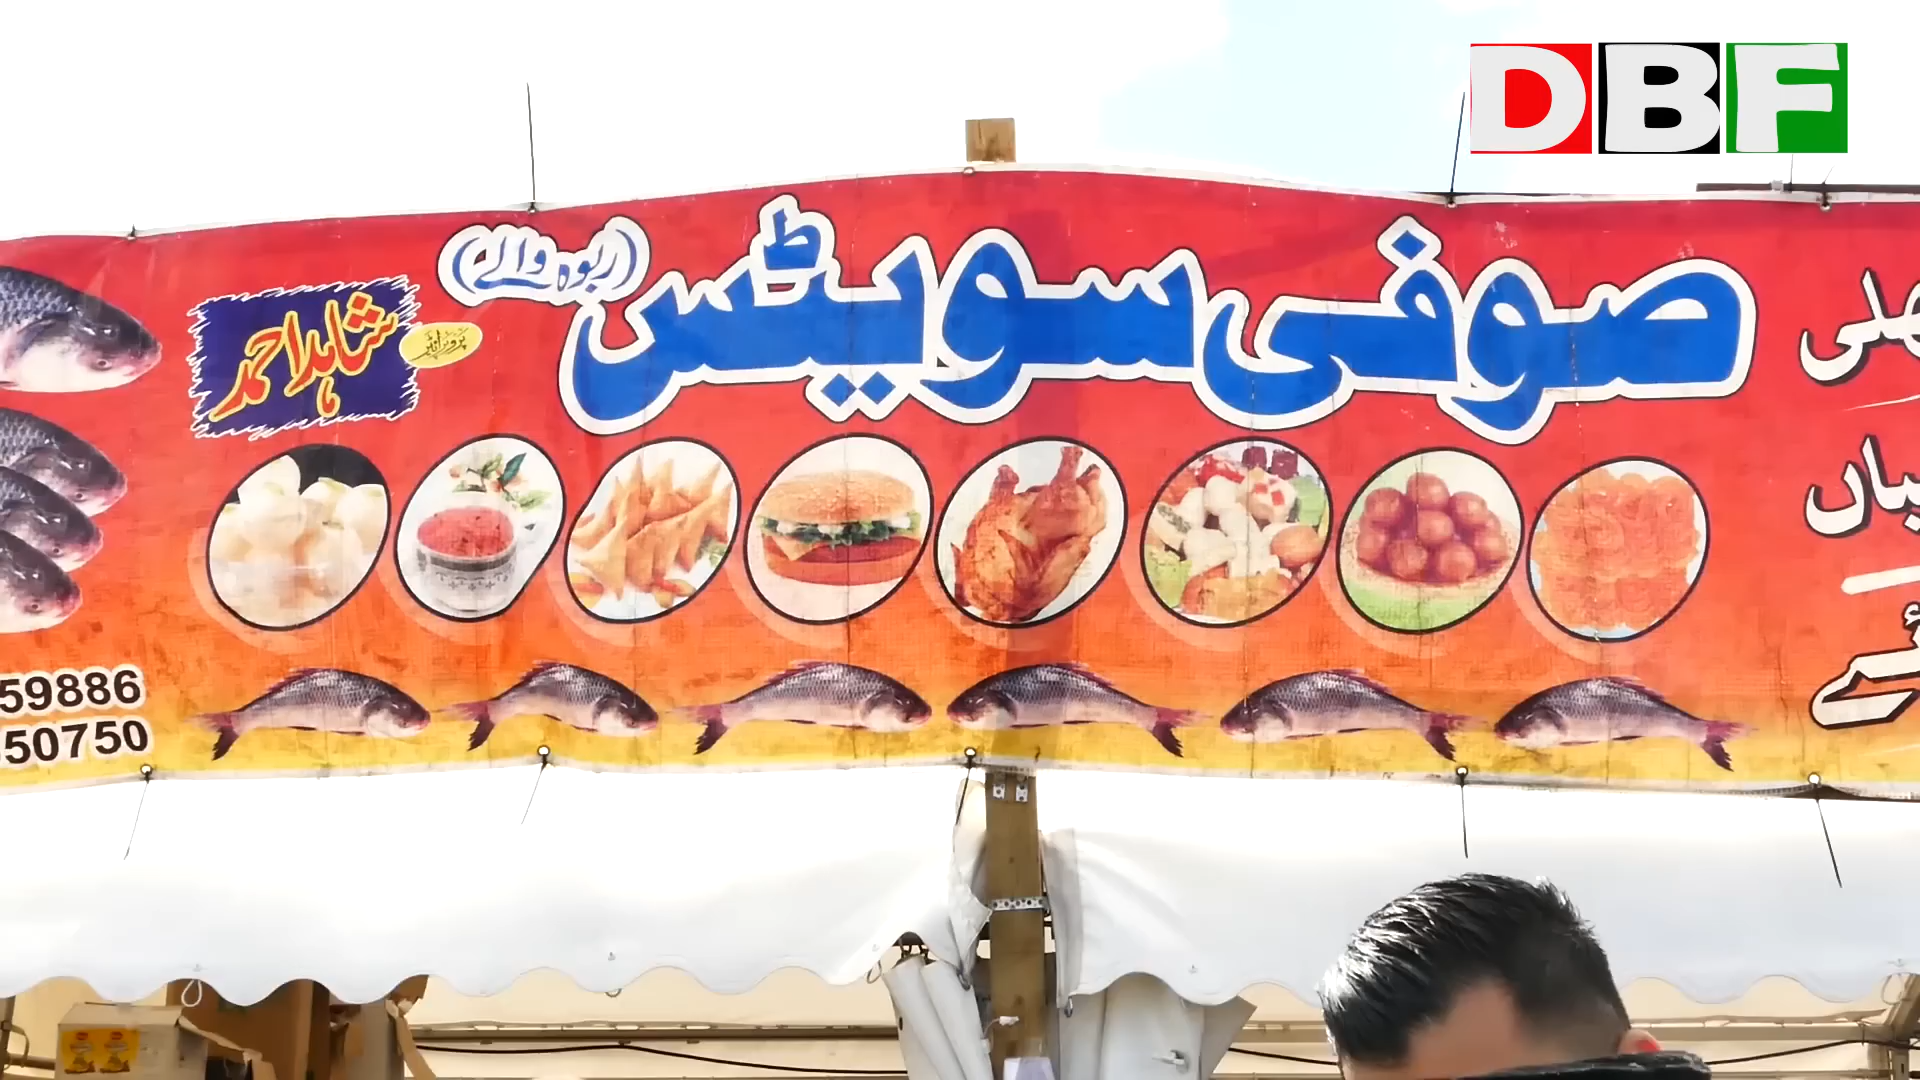 DBF
صوفی سویٹس
(ربوہ والے)
پروپرائٹر
شاہد احمد
59886
50750